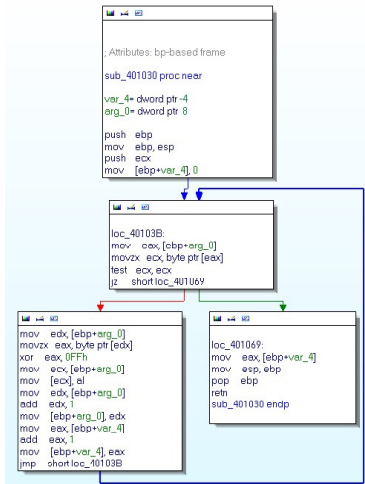 ; Attributes: bp-based frame
sub_401030 proc near
var_4= dword ptr -4
arg_0= dword ptr 8
push ebp
mov ebp, esp
push ecx
mov [ebp+var_4], 0
loc_40103B:
mov eax, [ebp+arg_0]
movzx ecx, byte ptr [eax]
test ecx, ecx
jz short loc_401069
mov edx, [ebp+arg_0]
movzx eax, byte ptr [edx]
xor eax, 0FFh
mov ecx, [ebp+arg_0]
mov [ecx], al
mov edx, [ebp+arg_0]
add edx, 1
mov [ebp+arg_0], edx
mov eax, [ebp+var_4]
add eax, 1
mov [ebp+var_4], eax
jmp short loc_40103B
loc_401069:
mov eax, [ebp+var_4]
mov esp, ebp
pop ebp
retn
sub_401030 endp